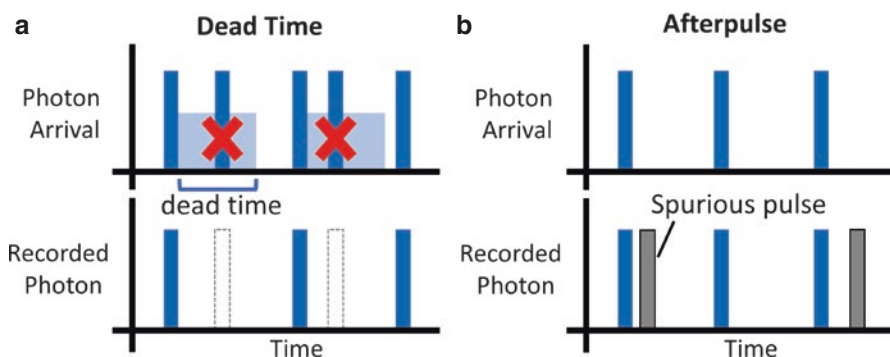 a
Dead Time
Photon
Arrival
dead time
Recorded
Photon
Time
b
Afterpulse
Photon
Arrival
Spurious pulse
Recorded
Photon
Time